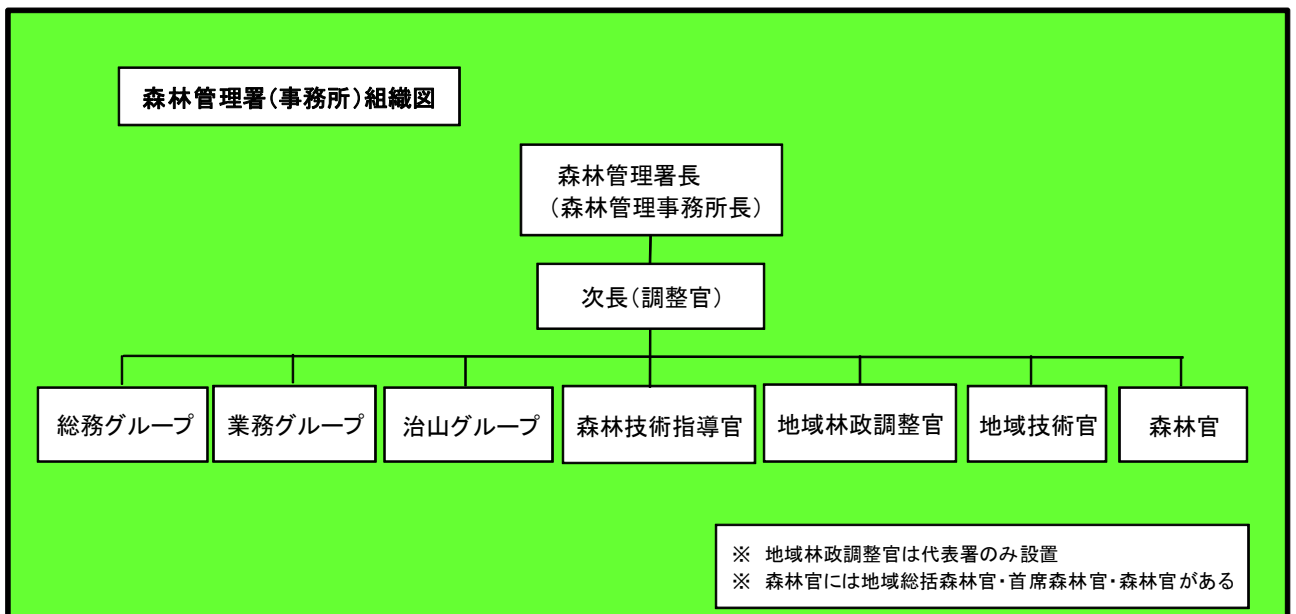 森林管理署（事務所）組織図
森林管理署長
（森林管理事務所長）
次長（調整官）
総務グループ
業務グループ
治山グループ
森林技術指導官
地域林政調整官
地域技術官
森林官
※ 地域林政調整官は代表署のみ設置
※ 森林官には地域総括森林官・首席森林官・森林官がある